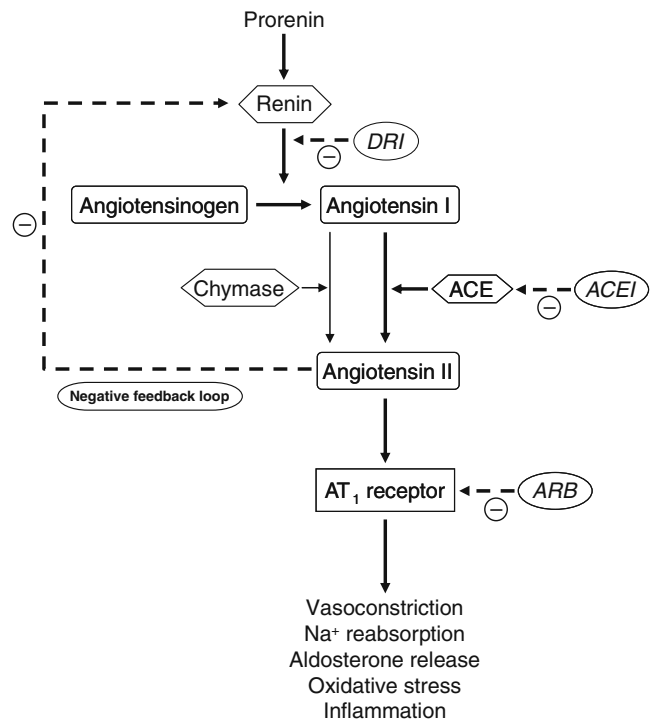 Prorenin
Renin
DRI
−
Angiotensinogen
Angiotensin I
−
Chymase
ACE
ACEI
−
Angiotensin II
Negative feedback loop
AT₁ receptor
ARB
−
Vasoconstriction
Na⁺ reabsorption
Aldosterone release
Oxidative stress
Inflammation